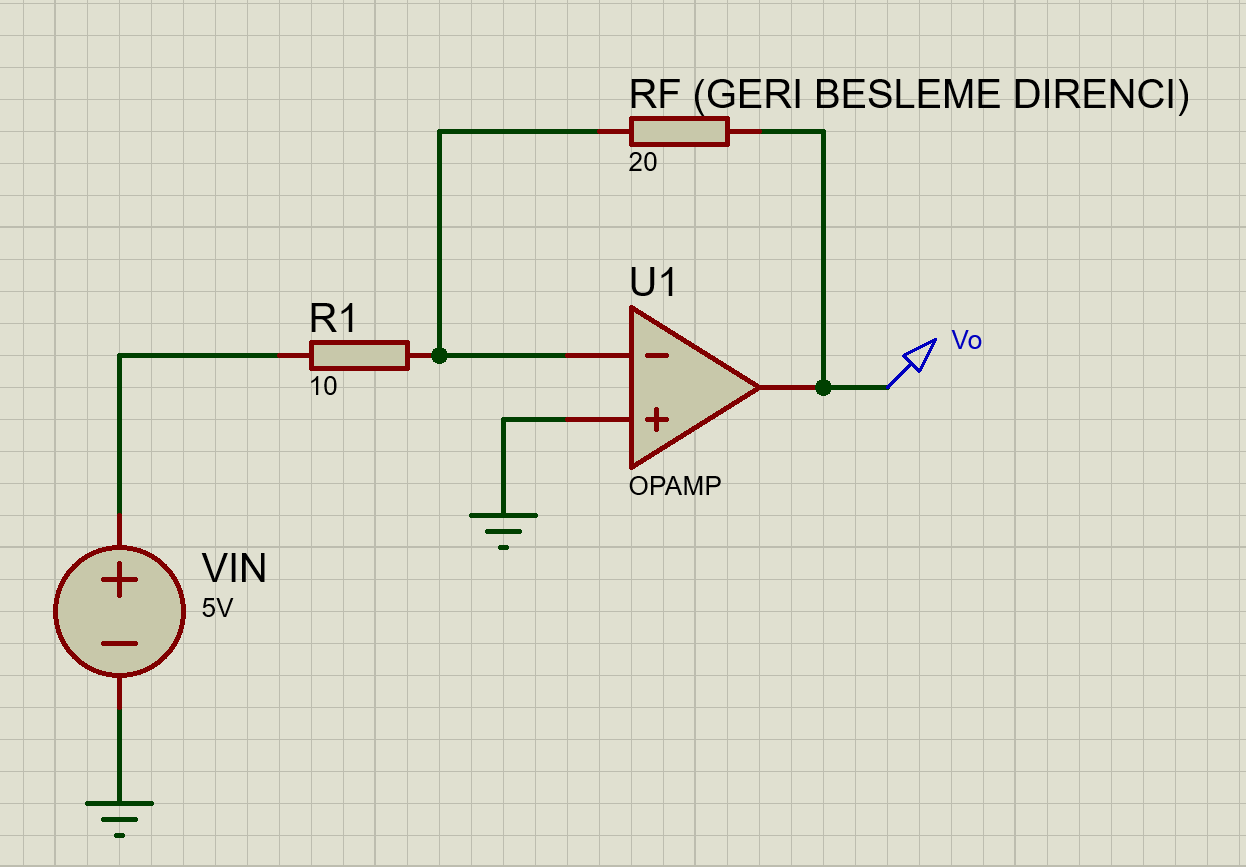 RF (GERI BESLEME DIRENCI)
20
U1
R1
10
Vo
OPAMP
VIN
5V